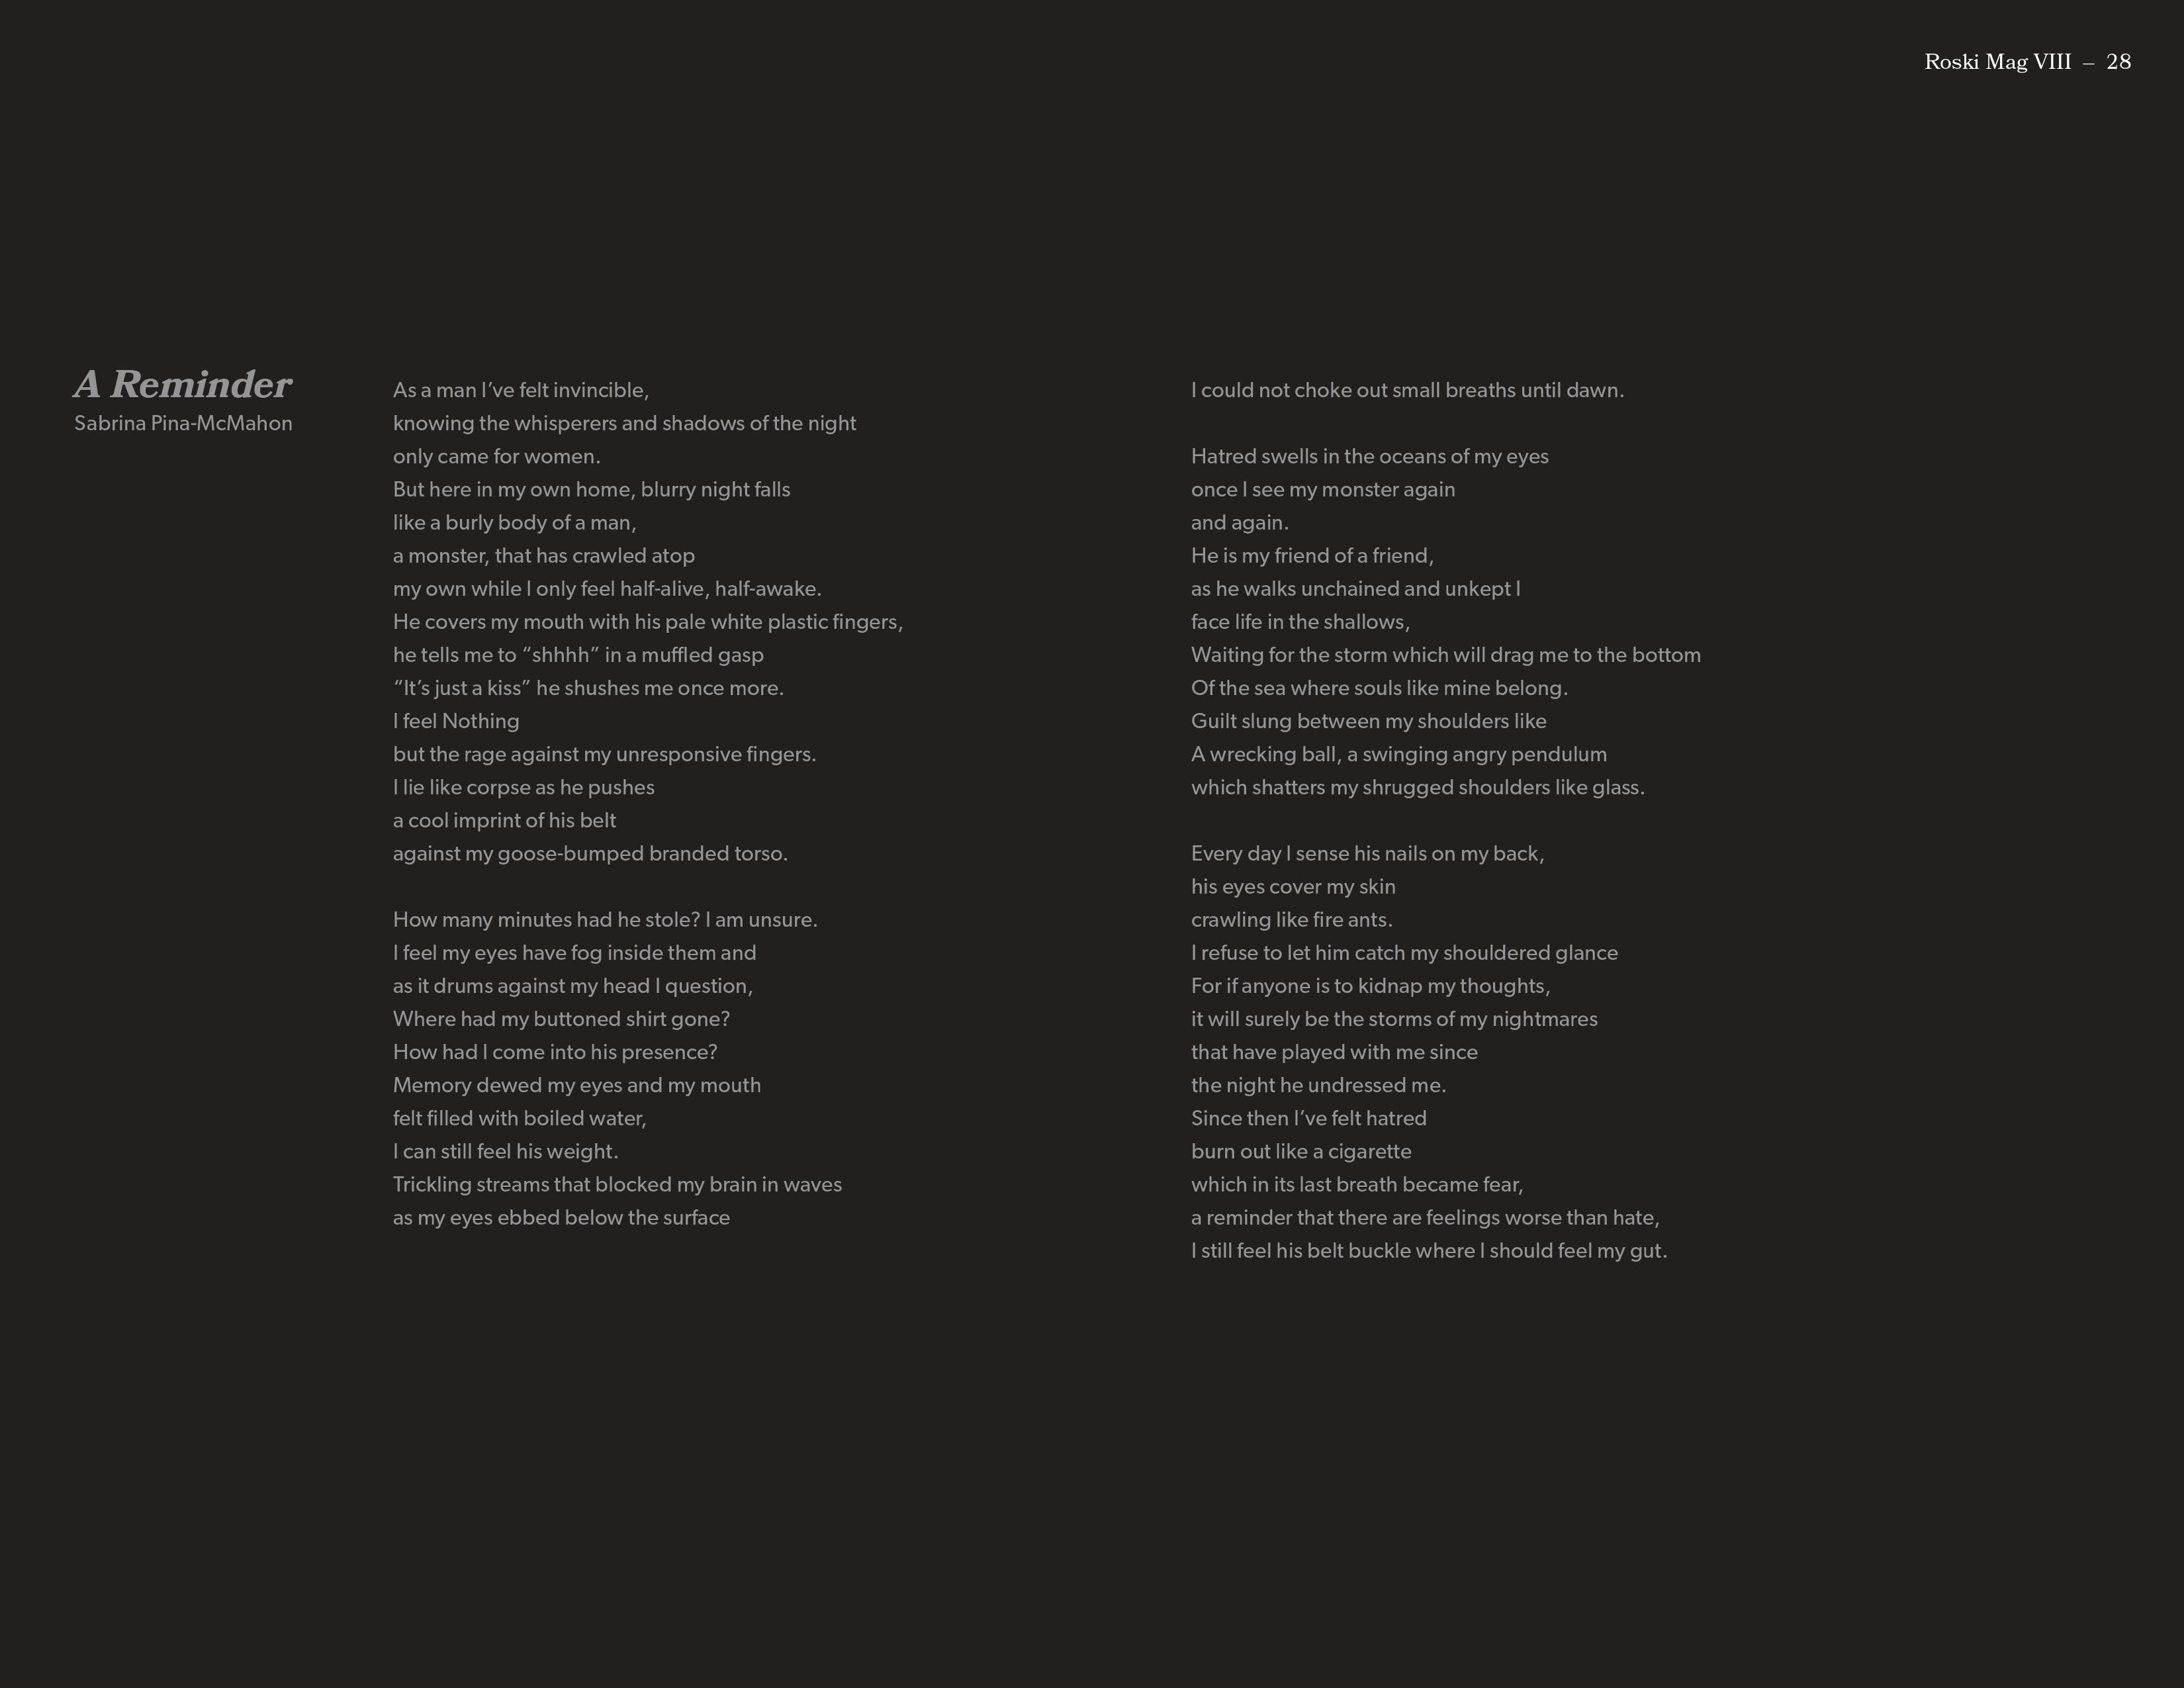 Roski Mag VIII – 28
A Reminder
Sabrina Pina-McMahon
As a man I’ve felt invincible,
knowing the whisperers and shadows of the night
only came for women.
But here in my own home, blurry night falls
like a burly body of a man,
a monster, that has crawled atop
my own while I only feel half-alive, half-awake.
He covers my mouth with his pale white plastic fingers,
he tells me to “shhhh” in a muffled gasp
“It’s just a kiss” he shushes me once more.
I feel Nothing
but the rage against my unresponsive fingers.
I lie like corpse as he pushes
a cool imprint of his belt
against my goose-bumped branded torso.
How many minutes had he stole? I am unsure.
I feel my eyes have fog inside them and
as it drums against my head I question,
Where had my buttoned shirt gone?
How had I come into his presence?
Memory dewed my eyes and my mouth
felt filled with boiled water,
I can still feel his weight.
Trickling streams that blocked my brain in waves
as my eyes ebbed below the surface
I could not choke out small breaths until dawn.
Hatred swells in the oceans of my eyes
once I see my monster again
and again.
He is my friend of a friend,
as he walks unchained and unkept I
face life in the shallows,
Waiting for the storm which will drag me to the bottom
Of the sea where souls like mine belong.
Guilt slung between my shoulders like
A wrecking ball, a swinging angry pendulum
which shatters my shrugged shoulders like glass.
Every day I sense his nails on my back,
his eyes cover my skin
crawling like fire ants.
I refuse to let him catch my shouldered glance
For if anyone is to kidnap my thoughts,
it will surely be the storms of my nightmares
that have played with me since
the night he undressed me.
Since then I’ve felt hatred
burn out like a cigarette
which in its last breath became fear,
a reminder that there are feelings worse than hate,
I still feel his belt buckle where I should feel my gut.